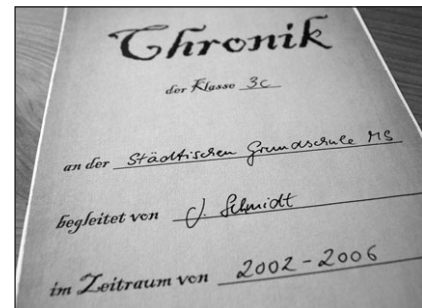 Chronik
der Klasse 3c
an der Städtischen Grundschule MS
begleitet von J. Schmidt
im Zeitraum von 2002-2006